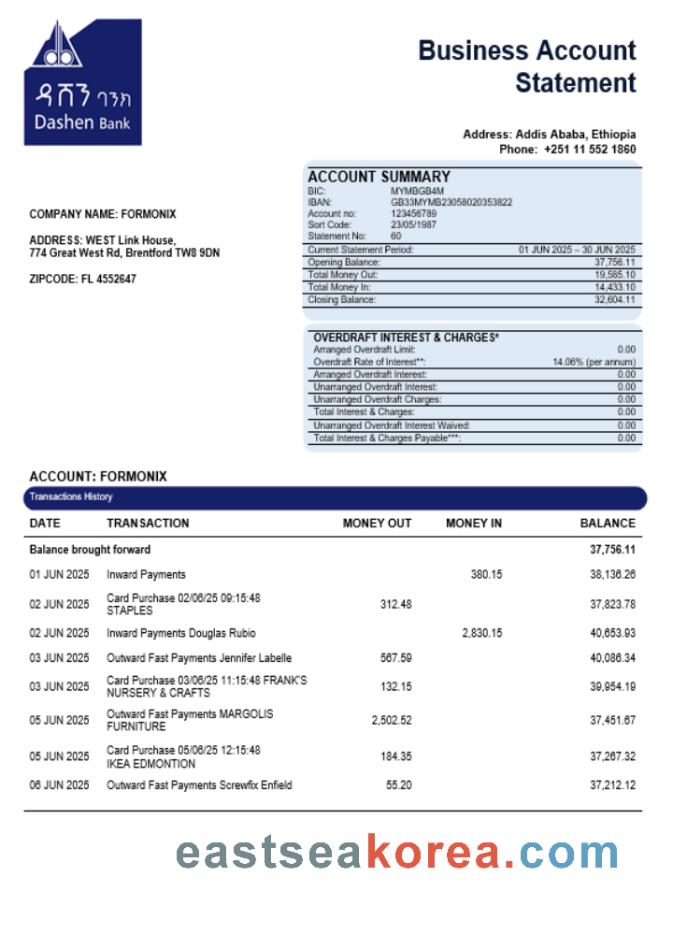 ዳሸን ባንክ
Dashen Bank
Business Account
Statement
Address: Addis Ababa, Ethiopia
Phone: +251 11 552 1860
COMPANY NAME: FORMONIX
ADDRESS: WEST Link House,
774 Great West Rd, Brentford TW8 9DN
ZIPCODE: FL 4552647
ACCOUNT SUMMARY
BIC: MYMBGB4M
IBAN: GB33MYMB23058020353822
Account no: 123456789
Sort Code: 23/05/1987
Statement No: 60
Current Statement Period: 01 JUN 2025 – 30 JUN 2025
Opening Balance: 37,756.11
Total Money Out: 19,585.10
Total Money In: 14,433.10
Closing Balance: 32,604.11
OVERDRAFT INTEREST & CHARGES*
Arranged Overdraft Limit: 0.00
Overdraft Rate of Interest**: 14.06% (per annum)
Arranged Overdraft Interest: 0.00
Unarranged Overdraft Interest: 0.00
Unarranged Overdraft Charges: 0.00
Total Interest & Charges: 0.00
Unarranged Overdraft Interest Waived: 0.00
Total Interest & Charges Payable***: 0.00
ACCOUNT: FORMONIX
Transactions History
DATE TRANSACTION MONEY OUT MONEY IN BALANCE
Balance brought forward 37,756.11
01 JUN 2025 Inward Payments 380.15 38,136.26
02 JUN 2025 Card Purchase 02/06/25 09:15:48 312.48 37,823.78
STAPLES
02 JUN 2025 Inward Payments Douglas Rubio 2,830.15 40,653.93
03 JUN 2025 Outward Fast Payments Jennifer Labelle 567.59 40,086.34
03 JUN 2025 Card Purchase 03/06/25 11:15:48 FRANK'S 132.15 39,954.19
NURSERY & CRAFTS
05 JUN 2025 Outward Fast Payments MARGOLIS 2,502.52 37,451.67
FURNITURE
05 JUN 2025 Card Purchase 05/06/25 12:15:48 184.35 37,267.32
IKEA EDMONTION
06 JUN 2025 Outward Fast Payments Screwfix Enfield 55.20 37,212.12
eastseakorea.com